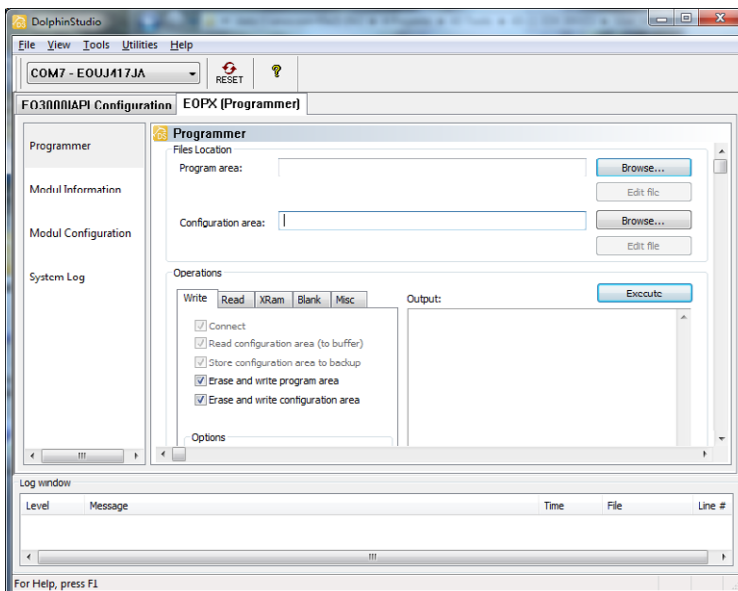 DolphinStudio
File View Tools Utilities Help
COM7 - EOUJ417JA
RESET
?
EO3000IAPI Configuration EOPX (Programmer)
Programmer
Modul Information
Modul Configuration
System Log
Programmer
Files Location
Program area:
Browse...
Edit file
Configuration area:
Browse...
Edit file
Operations
Write Read XRam Blank Misc
Output:
Execute
Connect
Read configuration area (to buffer)
Store configuration area to backup
Erase and write program area
Erase and write configuration area
Options
Log window
Level Message Time File Line #
For Help, press F1